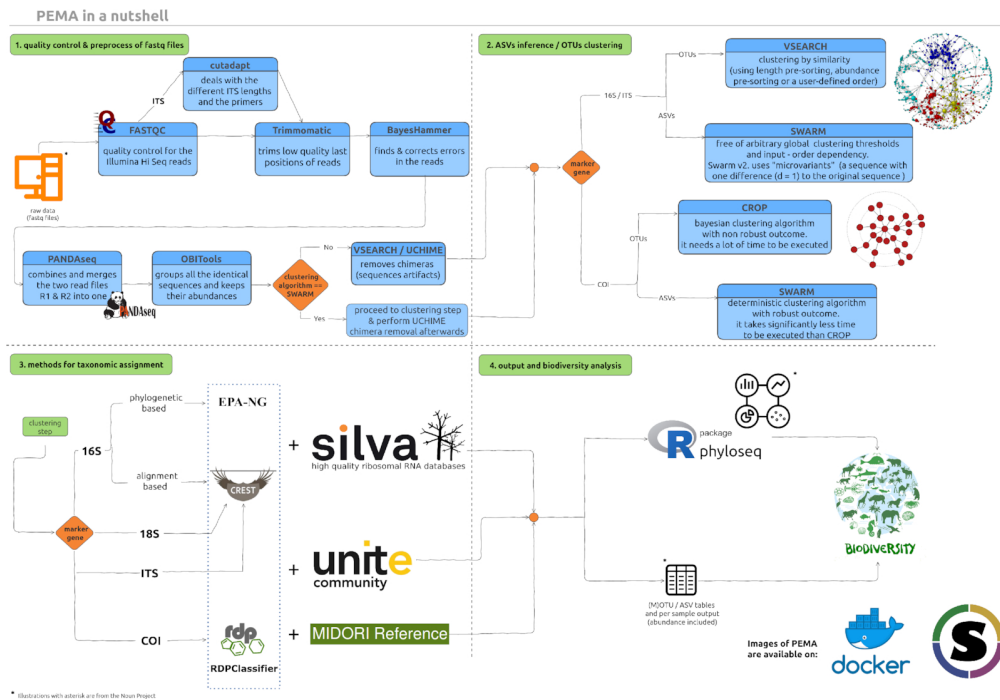 PEMA in a nutshell
1. quality control & preprocess of fastq files
cutadapt
deals with the
different ITS lengths
and the primers
ITS
FASTQC
quality control for the
Illumina Hi Seq reads
Trimmomatic
trims low quality last
positions of reads
BayesHammer
finds & corrects errors
in the reads
*
raw data
(fastq files)
PANDAseq
combines and merges
the two read files
R1 & R2 into one
PANDAseq
OBITools
groups all the identical
sequences and keeps
their abundances
clustering
algorithm ==
SWARM
No
VSEARCH / UCHIME
removes chimeras
(sequences artifacts)
Yes
proceed to clustering step
& perform UCHIME
chimera removal afterwards
2. ASVs inference / OTUs clustering
marker
gene
16S / ITS
OTUs
VSEARCH
clustering by similarity
(using length pre-sorting, abundance
pre-sorting or a user-defined order)
ASVs
SWARM
free of arbitrary global clustering thresholds
and input - order dependency.
Swarm v2. uses "microvariants" (a sequence with
one difference (d = 1) to the original sequence )
COI
OTUs
CROP
bayesian clustering algorithm
with non robust outcome.
it needs a lot of time to be executed
ASVs
SWARM
deterministic clustering algorithm
with robust outcome.
it takes significantly less time
to be executed than CROP
3. methods for taxonomic assignment
clustering
step
marker
gene
16S
phylogenetic
based
EPA-NG
alignment
based
CREST
18S
ITS
COI
rdp
RDPClassifier
+ silva
high quality ribosomal RNA databases
+ unite
community
+ MIDORI Reference
4. output and biodiversity analysis
*
R
package
phyloseq
BIODIVERSITY
*
(M)OTU / ASV tables
and per sample output
(abundance included)
Images of PEMA
are available on:
docker
S
* Illustrations with asterisk are from the Noun Project